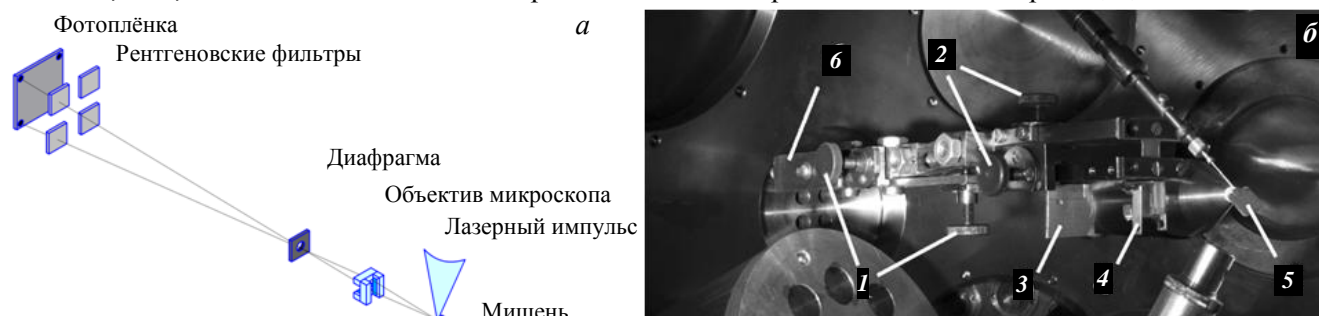 а
Фотоплёнка
Рентгеновские фильтры
Диафрагма
Объектив микроскопа
Лазерный импульс
Мишень
б
6
2
1
3
4
5